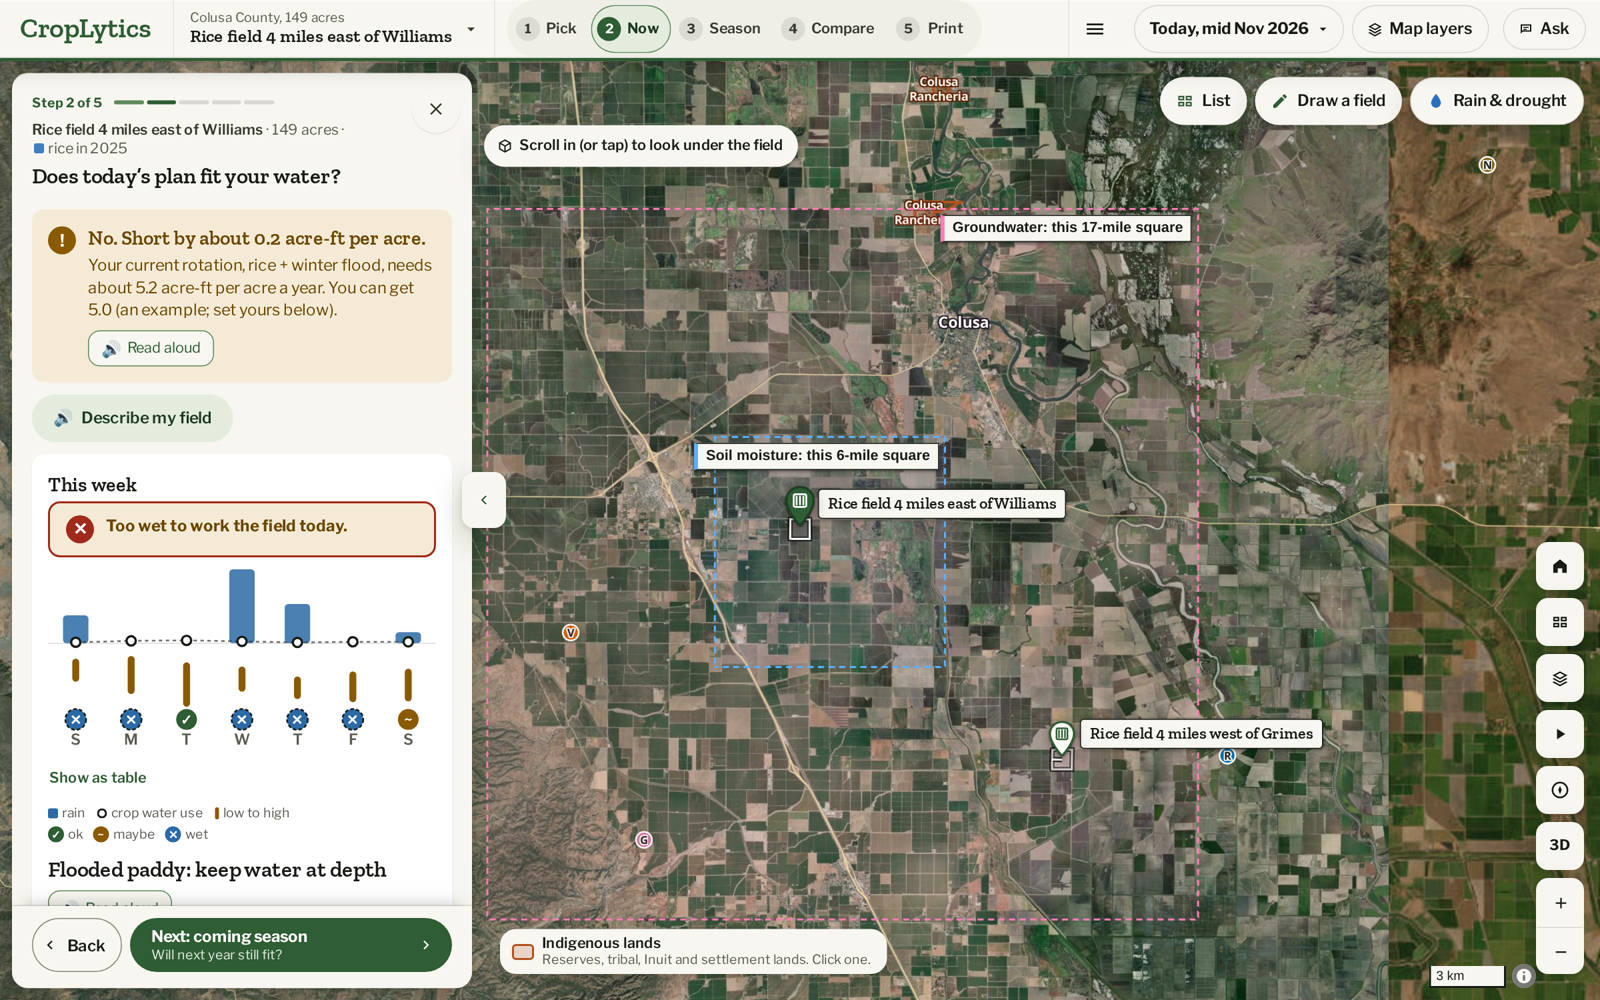 CropLytics
Colusa County, 149 acres
Rice field 4 miles east of Williams
1 Pick
2 Now
3 Season
4 Compare
5 Print
Today, mid Nov 2026
Map layers
Ask
Step 2 of 5
Rice field 4 miles east of Williams · 149 acres ·
rice in 2025
Does today's plan fit your water?
! No. Short by about 0.2 acre-ft per acre.
Your current rotation, rice + winter flood, needs
about 5.2 acre-ft per acre a year. You can get
5.0 (an example; set yours below).
Read aloud
Describe my field
This week
Too wet to work the field today.
S M T W T F S
Show as table
rain crop water use low to high
ok ~ maybe wet
Flooded paddy: keep water at depth
Read aloud
Back
Next: coming season
Will next year still fit?
List
Draw a field
Rain & drought
Scroll in (or tap) to look under the field
Colusa
Rancheria
N
Colusa
Rancher
Groundwater: this 17-mile square
Colusa
Soil moisture: this 6-mile square
Rice field 4 miles east of Williams
V
Rice field 4 miles west of Grimes
R
G
3D
+
−
Indigenous lands
Reserves, tribal, Inuit and settlement lands. Click one.
3 km
i